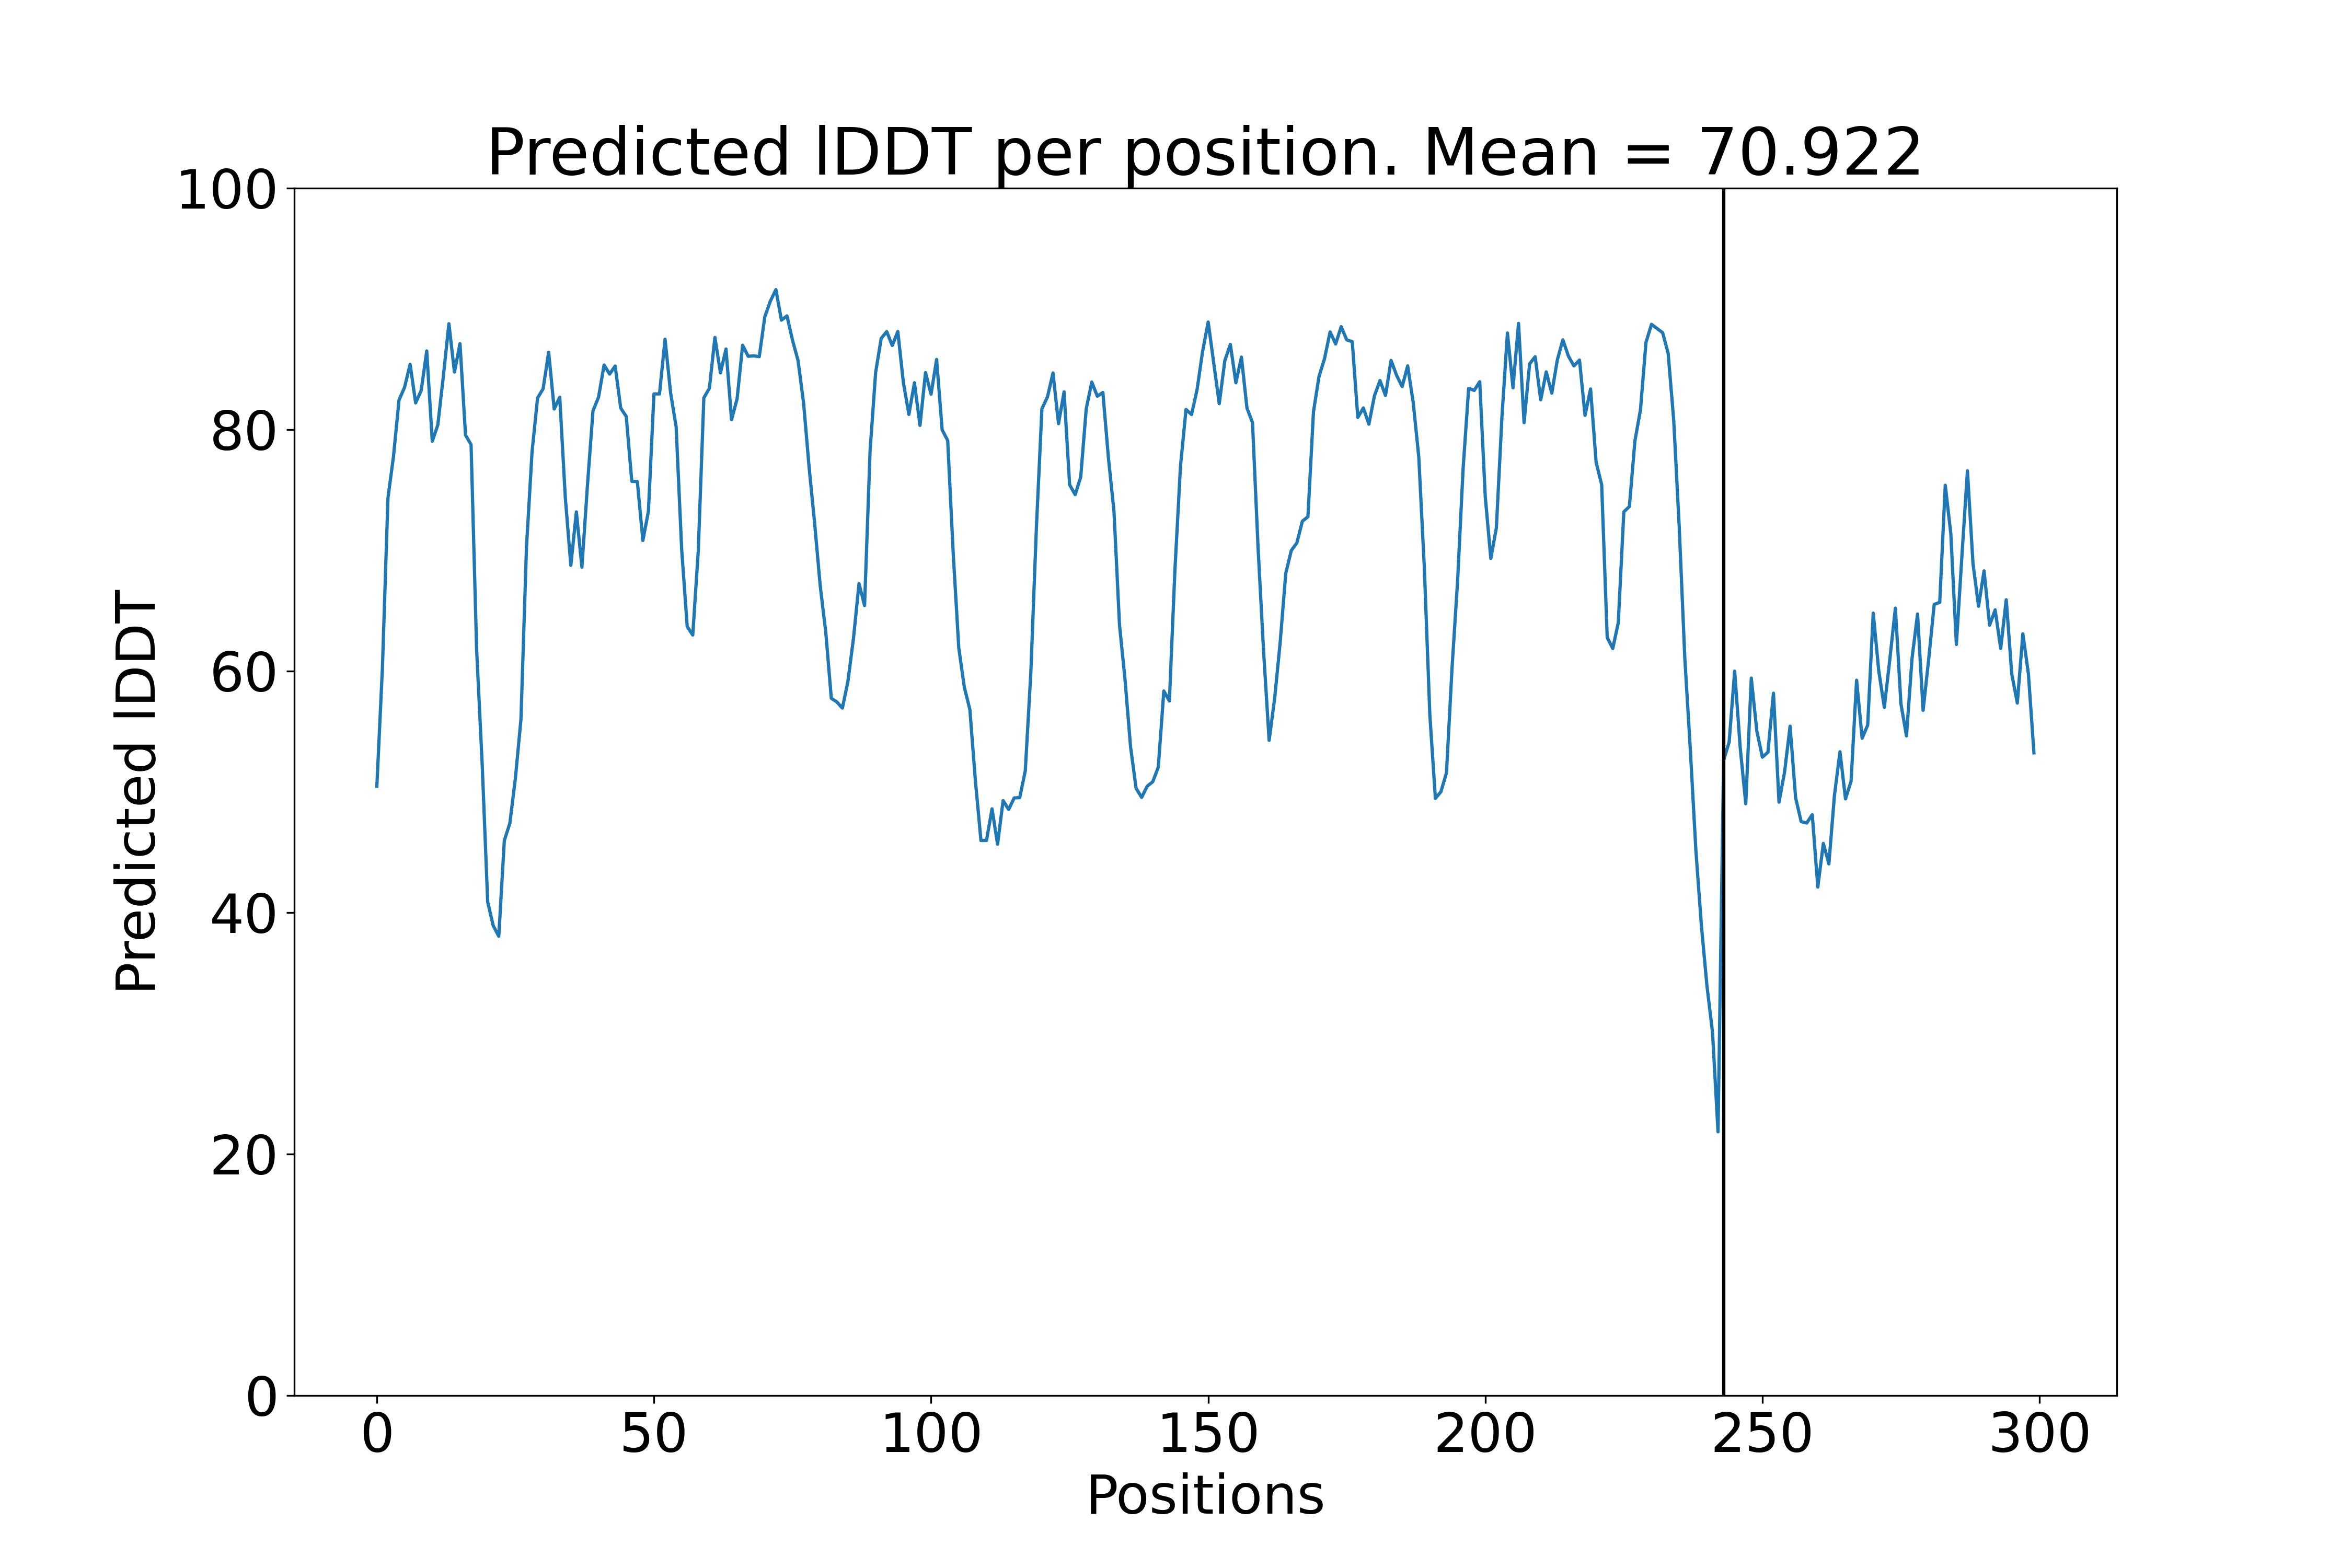 Predicted lDDT per position. Mean = 70.922
100
80
60
40
20
0
Predicted lDDT
0 50 100 150 200 250 300
Positions